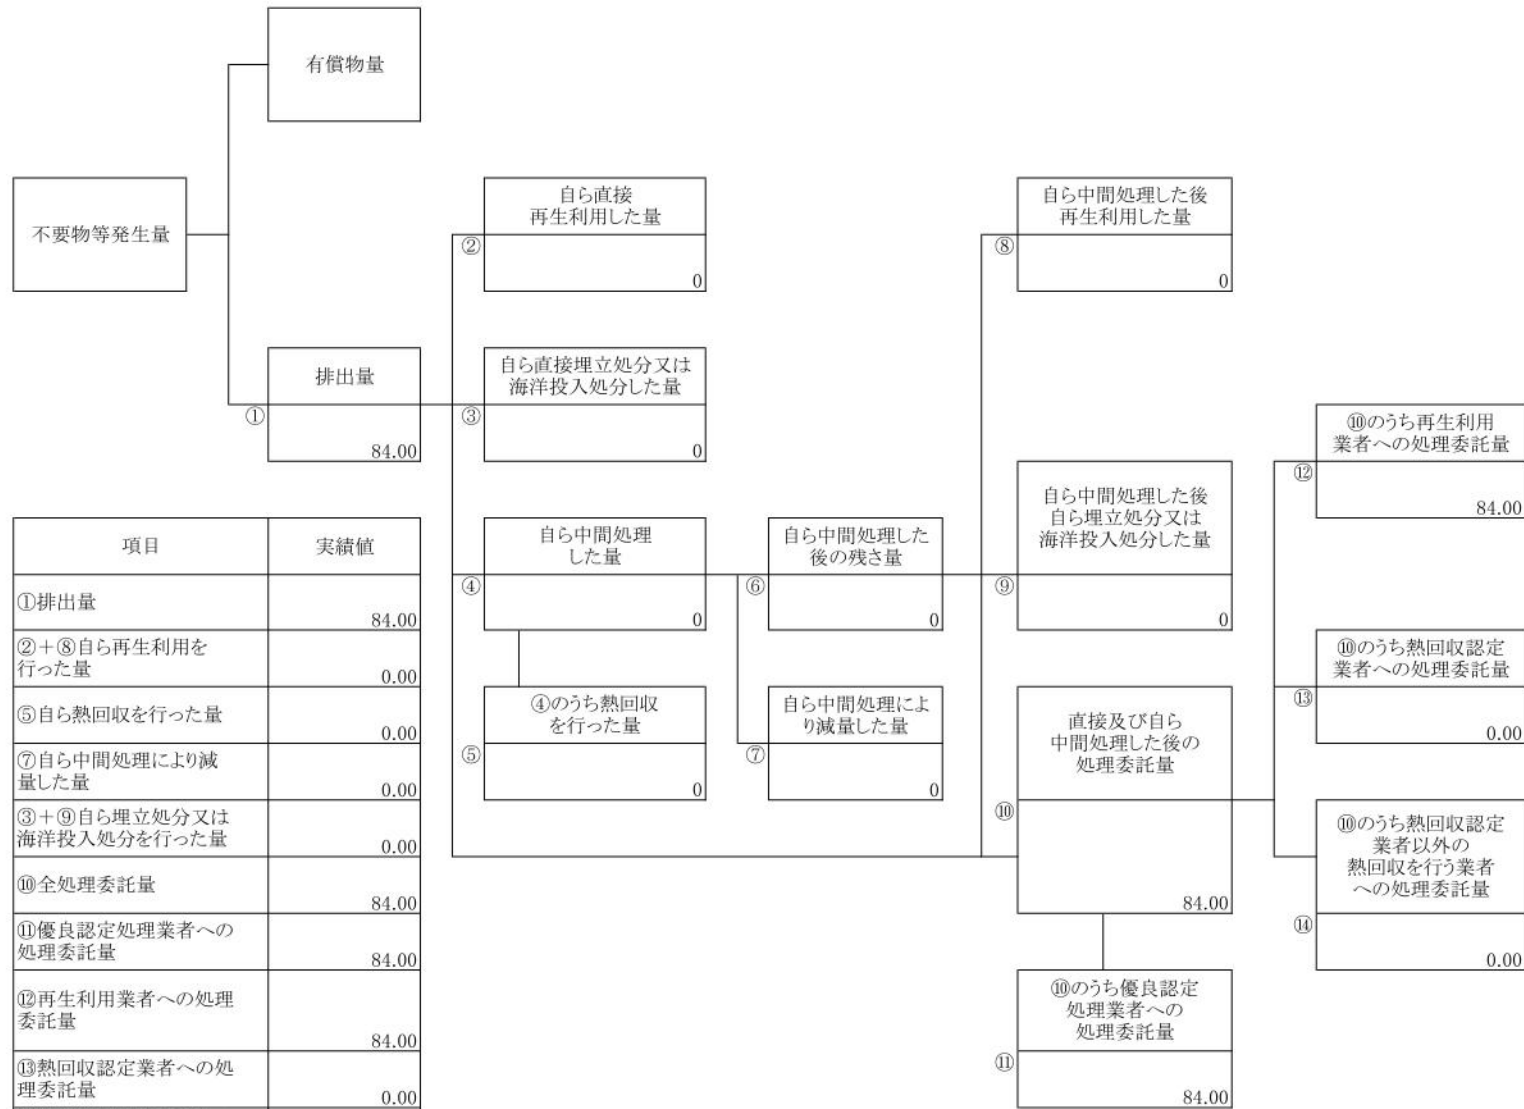 有償物量
不要物等発生量
自ら直接
再生利用した量
②
0
自ら中間処理した後
再生利用した量
⑧
0
排出量
①
84.00
自ら直接埋立処分又は
海洋投入処分した量
③
0
⑩のうち再生利用
業者への処理委託量
⑫
84.00
自ら中間処理
した量
④
0
自ら中間処理した
後の残さ量
⑥
0
自ら中間処理した後
自ら埋立処分又は
海洋投入処分した量
⑨
0
⑩のうち熱回収認定
業者への処理委託量
⑬
0.00
④のうち熱回収
を行った量
⑤
0
自ら中間処理によ
り減量した量
⑦
0
直接及び自ら
中間処理した後の
処理委託量
⑩
84.00
⑩のうち熱回収認定
業者以外の
熱回収を行う業者
への処理委託量
⑭
0.00
⑩のうち優良認定
処理業者への
処理委託量
⑪
84.00
項目 実績値
①排出量
84.00
②+⑧自ら再生利用を
行った量
0.00
⑤自ら熱回収を行った量
0.00
⑦自ら中間処理により減
量した量
0.00
③+⑨自ら埋立処分又は
海洋投入処分を行った量
0.00
⑩全処理委託量
84.00
⑪優良認定処理業者への
処理委託量
84.00
⑫再生利用業者への処理
委託量
84.00
⑬熱回収認定業者への処
理委託量
0.00